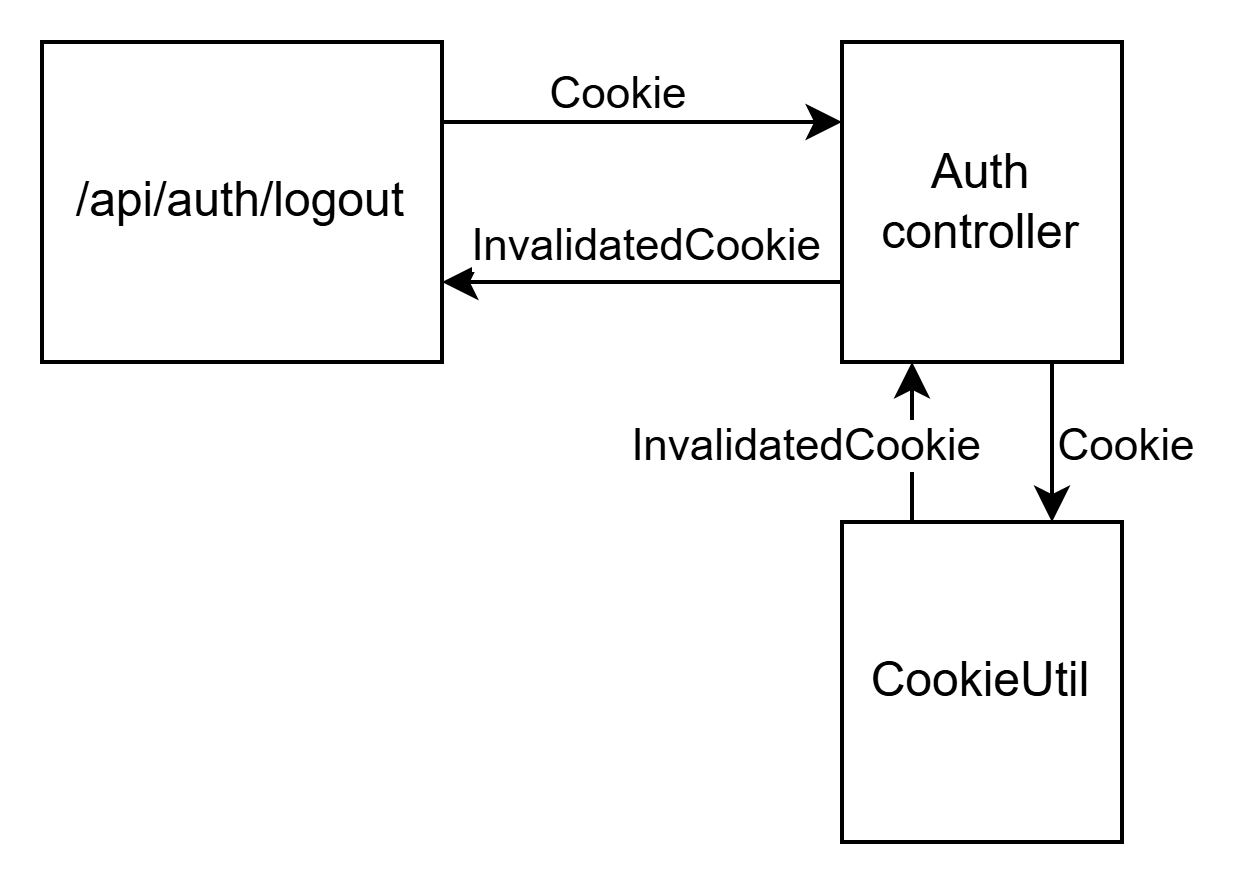 Cookie
/api/auth/logout
Auth
controller
InvalidatedCookie
InvalidatedCookie
Cookie
CookieUtil